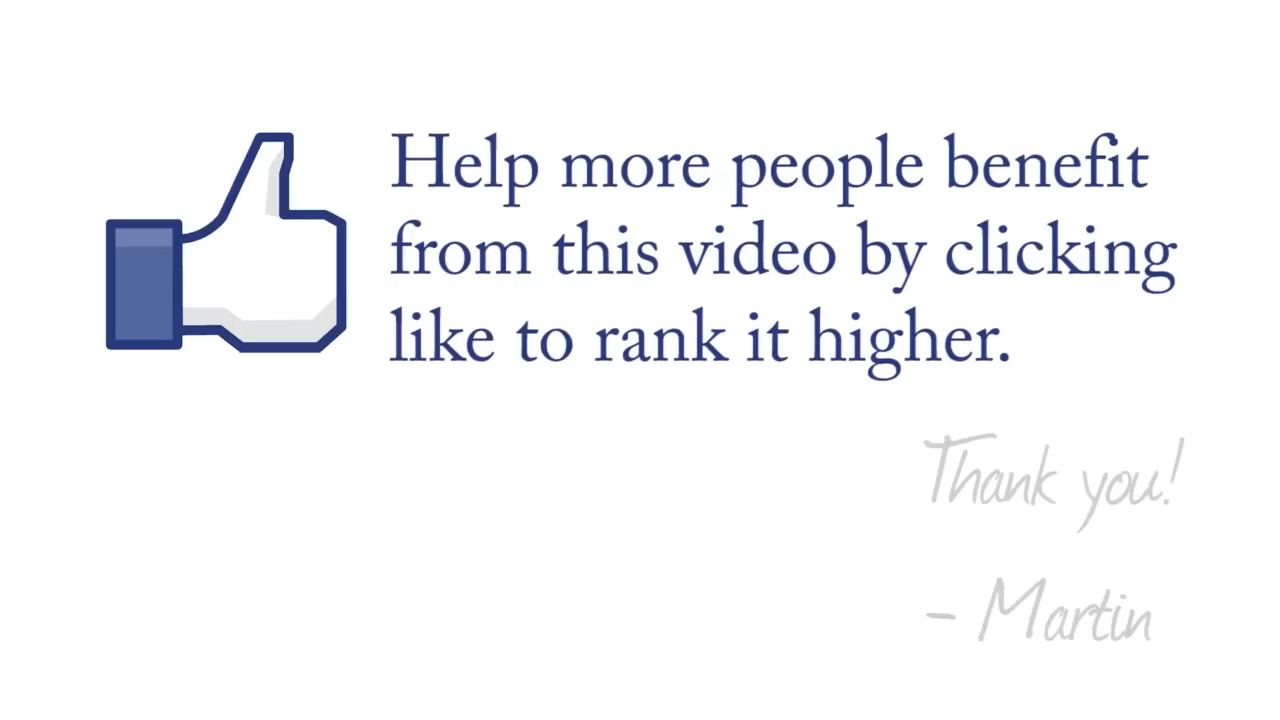 Help more people benefit
from this video by clicking
like to rank it higher.
Thank you!
- Martin